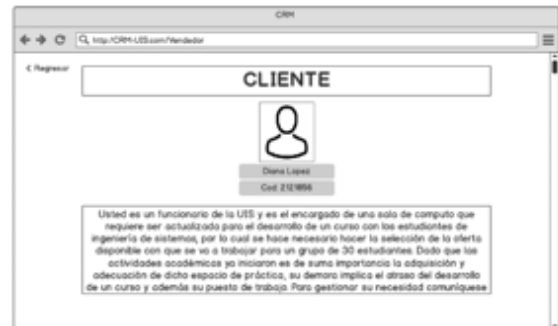 CRM
http://CRM-UIS.com/Vendedor
< Regresar
CLIENTE
Diana Lopez
Cod: 2121856
Usted es un funcionario de la UIS y es el encargado de una sala de computo que
requiere ser actualizada para el desarrollo de un curso con los estudiantes de
ingeniería de sistemas, por lo cual se hace necesario hacer la selección de la oferta
disponible con que se va a trabajar para un grupo de 30 estudiantes. Dado que las
actividades académicas ya iniciaron es de suma importancia la adquisición y
adecuación de dicho espacio de práctica, su demora implica el atraso del desarrollo
de un curso y además su puesto de trabajo. Para gestionar su necesidad comuníquese